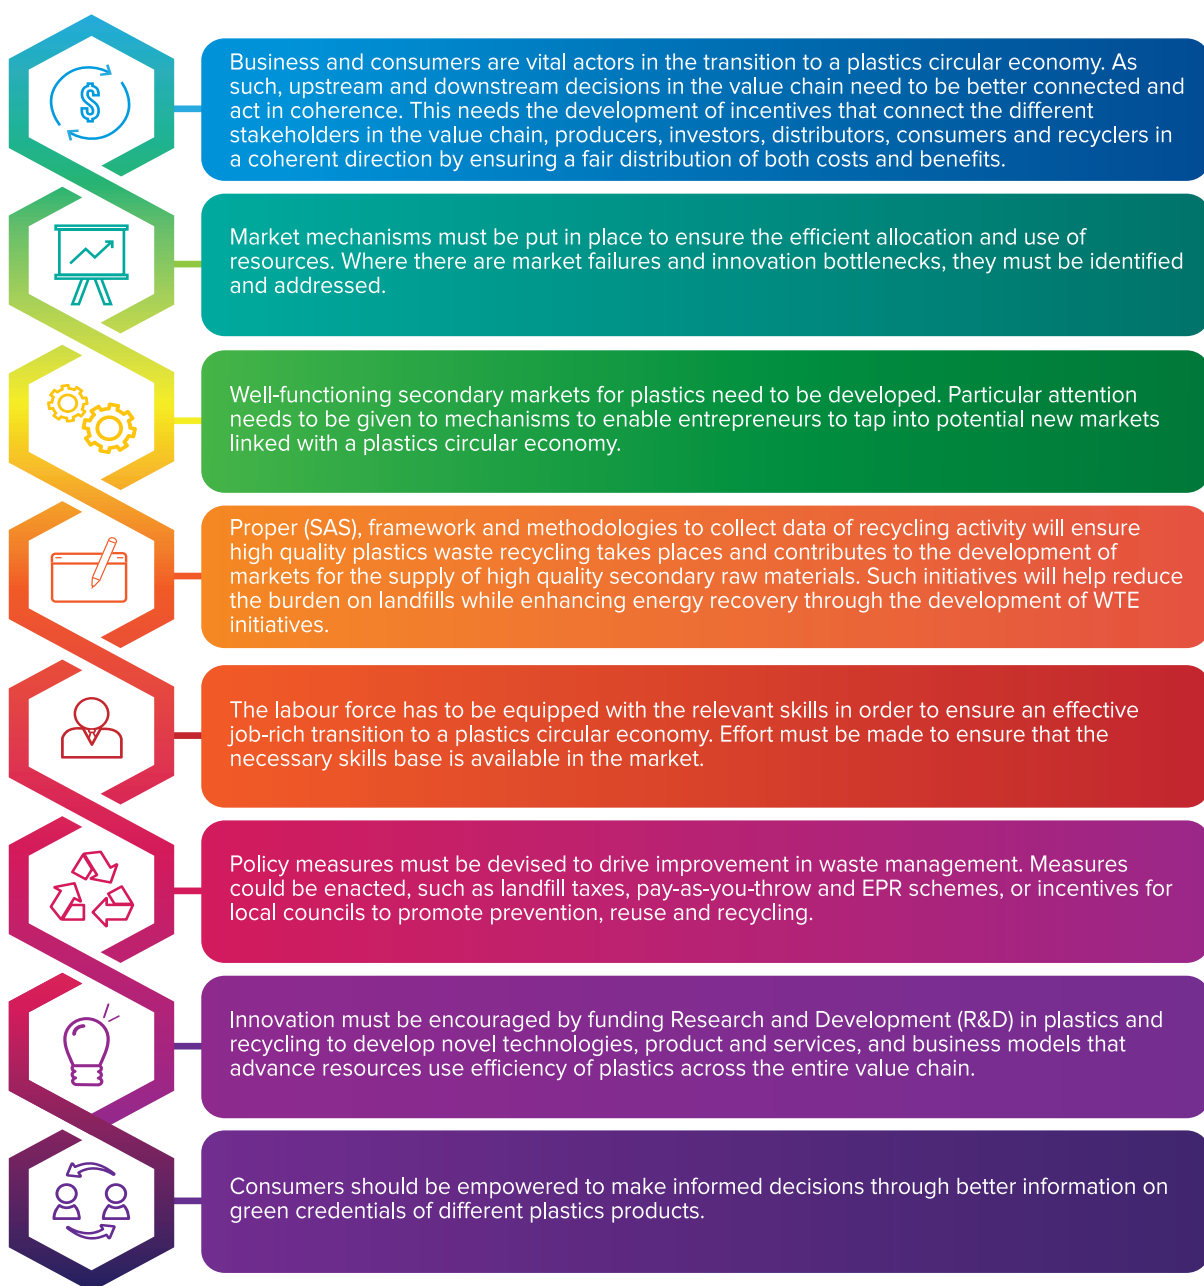 Business and consumers are vital actors in the transition to a plastics circular economy. As
such, upstream and downstream decisions in the value chain need to be better connected and
act in coherence. This needs the development of incentives that connect the different
stakeholders in the value chain, producers, investors, distributors, consumers and recyclers in
a coherent direction by ensuring a fair distribution of both costs and benefits.
Market mechanisms must be put in place to ensure the efficient allocation and use of
resources. Where there are market failures and innovation bottlenecks, they must be identified
and addressed.
Well-functioning secondary markets for plastics need to be developed. Particular attention
needs to be given to mechanisms to enable entrepreneurs to tap into potential new markets
linked with a plastics circular economy.
Proper (SAS), framework and methodologies to collect data of recycling activity will ensure
high quality plastics waste recycling takes places and contributes to the development of
markets for the supply of high quality secondary raw materials. Such initiatives will help reduce
the burden on landfills while enhancing energy recovery through the development of WTE
initiatives.
The labour force has to be equipped with the relevant skills in order to ensure an effective
job-rich transition to a plastics circular economy. Effort must be made to ensure that the
necessary skills base is available in the market.
Policy measures must be devised to drive improvement in waste management. Measures
could be enacted, such as landfill taxes, pay-as-you-throw and EPR schemes, or incentives for
local councils to promote prevention, reuse and recycling.
Innovation must be encouraged by funding Research and Development (R&D) in plastics and
recycling to develop novel technologies, product and services, and business models that
advance resources use efficiency of plastics across the entire value chain.
Consumers should be empowered to make informed decisions through better information on
green credentials of different plastics products.